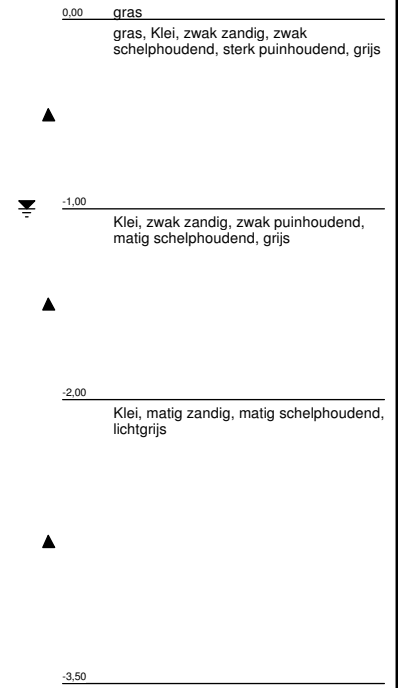 0,00 gras
gras, Klei, zwak zandig, zwak
schelphoudend, sterk puinhoudend, grijs
-1,00
Klei, zwak zandig, zwak puinhoudend,
matig schelphoudend, grijs
-2,00
Klei, matig zandig, matig schelphoudend,
lichtgrijs
-3,50